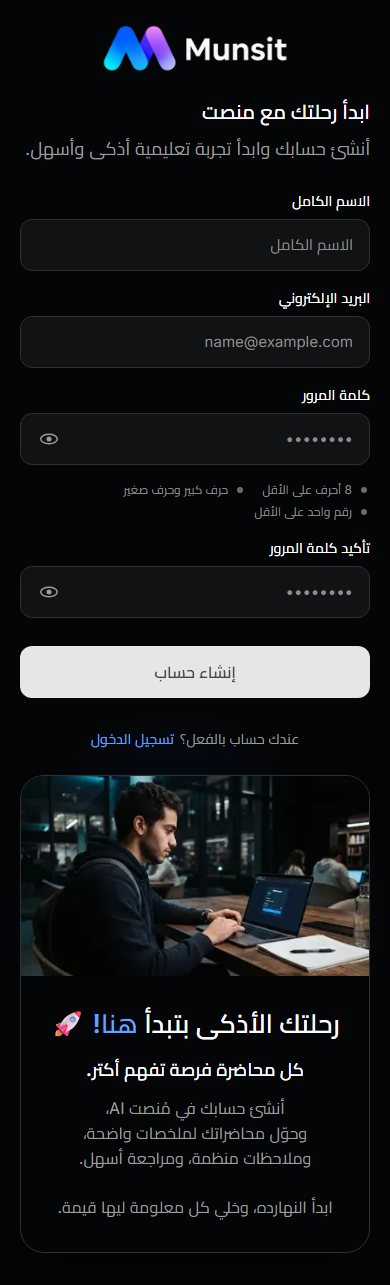 Munsit
ابدأ رحلتك مع منصت
أنشئ حسابك وابدأ تجربة تعليمية أذكى وأسهل.
الاسم الكامل
الاسم الكامل
البريد الإلكتروني
name@example.com
كلمة المرور
••••••••
8 أحرف على الأقل
حرف كبير وحرف صغير
رقم واحد على الأقل
تأكيد كلمة المرور
••••••••
إنشاء حساب
عندك حساب بالفعل؟ تسجيل الدخول
رحلتك الأذكى بتبدأ هنا! 🚀
كل محاضرة فرصة تفهم أكتر.
أنشئ حسابك في مُنصت AI،
وحوّل محاضراتك لملخصات واضحة،
وملاحظات منظمة، ومراجعة أسهل.
ابدأ النهارده، وخلي كل معلومة ليها قيمة.